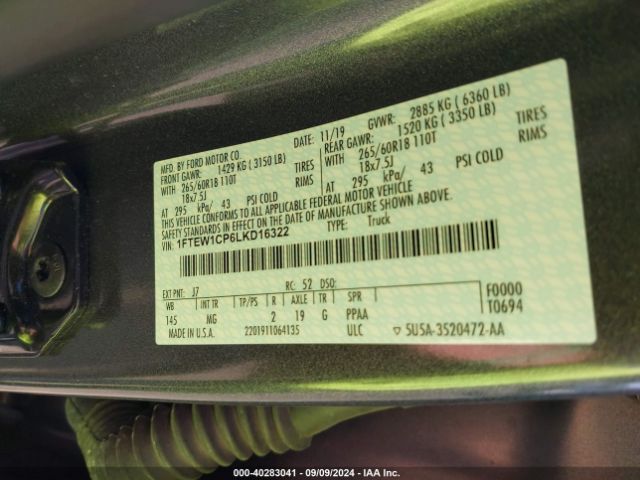 MFD. BY FORD MOTOR CO.
DATE: 11/19 GVWR: 2885 KG ( 6360 LB)
FRONT GAWR: 1429 KG ( 3150 LB) REAR GAWR: 1520 KG ( 3350 LB)
WITH 265/60R18 110T TIRES WITH 265/60R18 110T TIRES
18x7.5J RIMS 18x7.5J RIMS
AT 295 kPa/ 43 PSI COLD AT 295 kPa/ 43 PSI COLD
THIS VEHICLE CONFORMS TO ALL APPLICABLE FEDERAL MOTOR VEHICLE
SAFETY STANDARDS IN EFFECT ON THE DATE OF MANUFACTURE SHOWN ABOVE.
VIN: 1FTEW1CP6LKD16322 TYPE: Truck
EXT PNT: J7 RC: 52 DSO: F0000
WB INT TR TP/PS R AXLE TR SPR T0694
145 MG 2 19 G PPAA
MADE IN U.S.A. 2201911064135 ULC ▽ 5U5A-3520472-AA
000-40283041 - 09/09/2024 - IAA Inc.